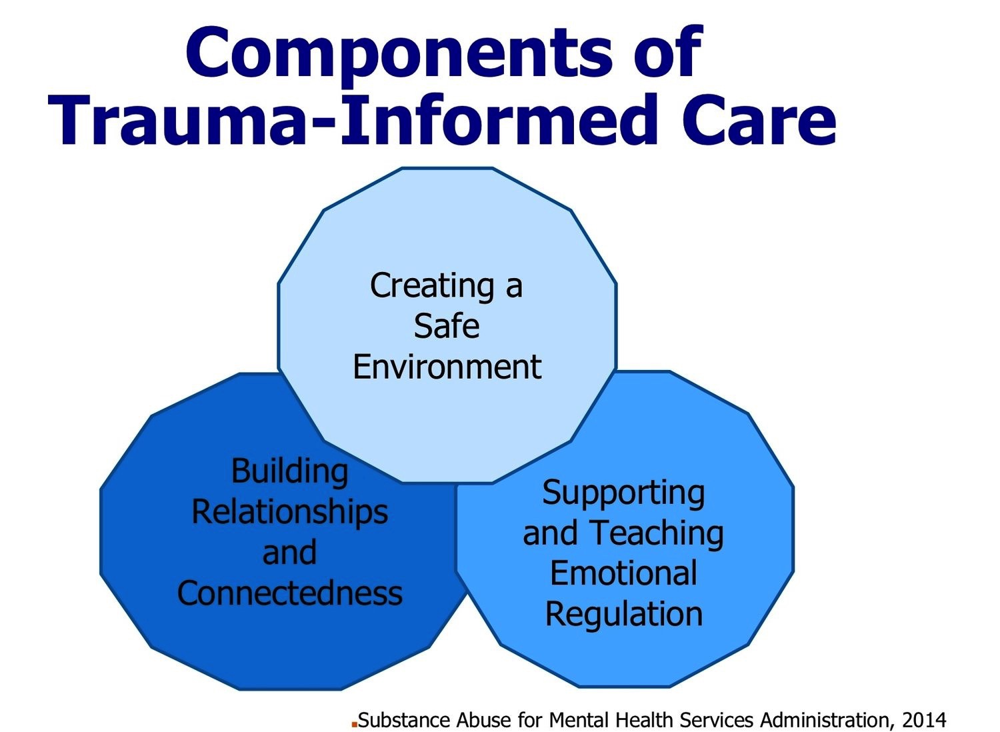 Components of
Trauma-Informed Care
Creating a
Safe
Environment
Building
Relationships
and
Connectedness
Supporting
and Teaching
Emotional
Regulation
Substance Abuse for Mental Health Services Administration, 2014